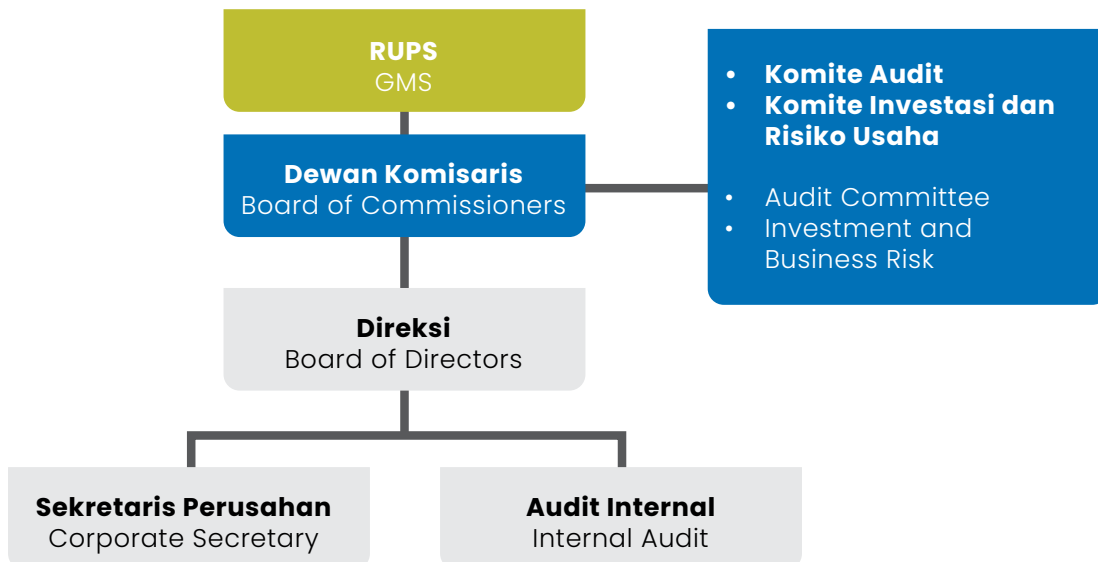 RUPS
GMS
• Komite Audit
• Komite Investasi dan
Risiko Usaha
• Audit Committee
• Investment and
Business Risk
Dewan Komisaris
Board of Commissioners
Direksi
Board of Directors
Sekretaris Perusahan
Corporate Secretary
Audit Internal
Internal Audit